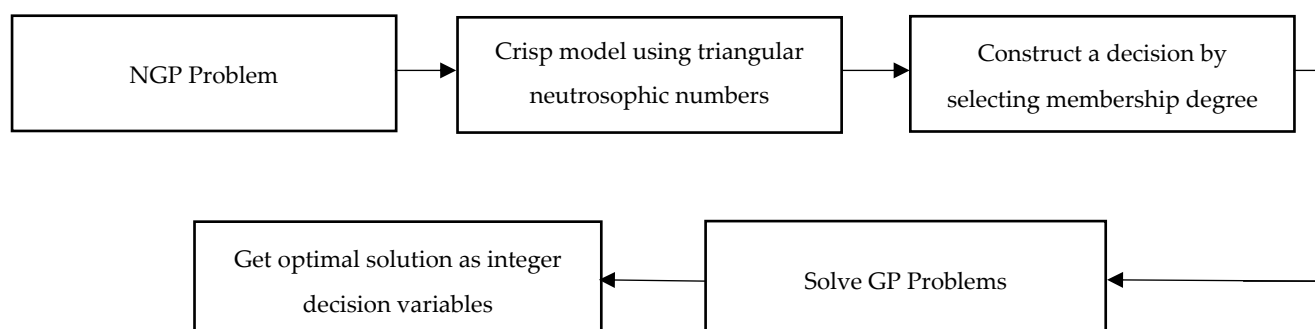 NGP Problem
Crisp model using triangular
neutrosophic numbers
Construct a decision by
selecting membership degree
Solve GP Problems
Get optimal solution as integer
decision variables